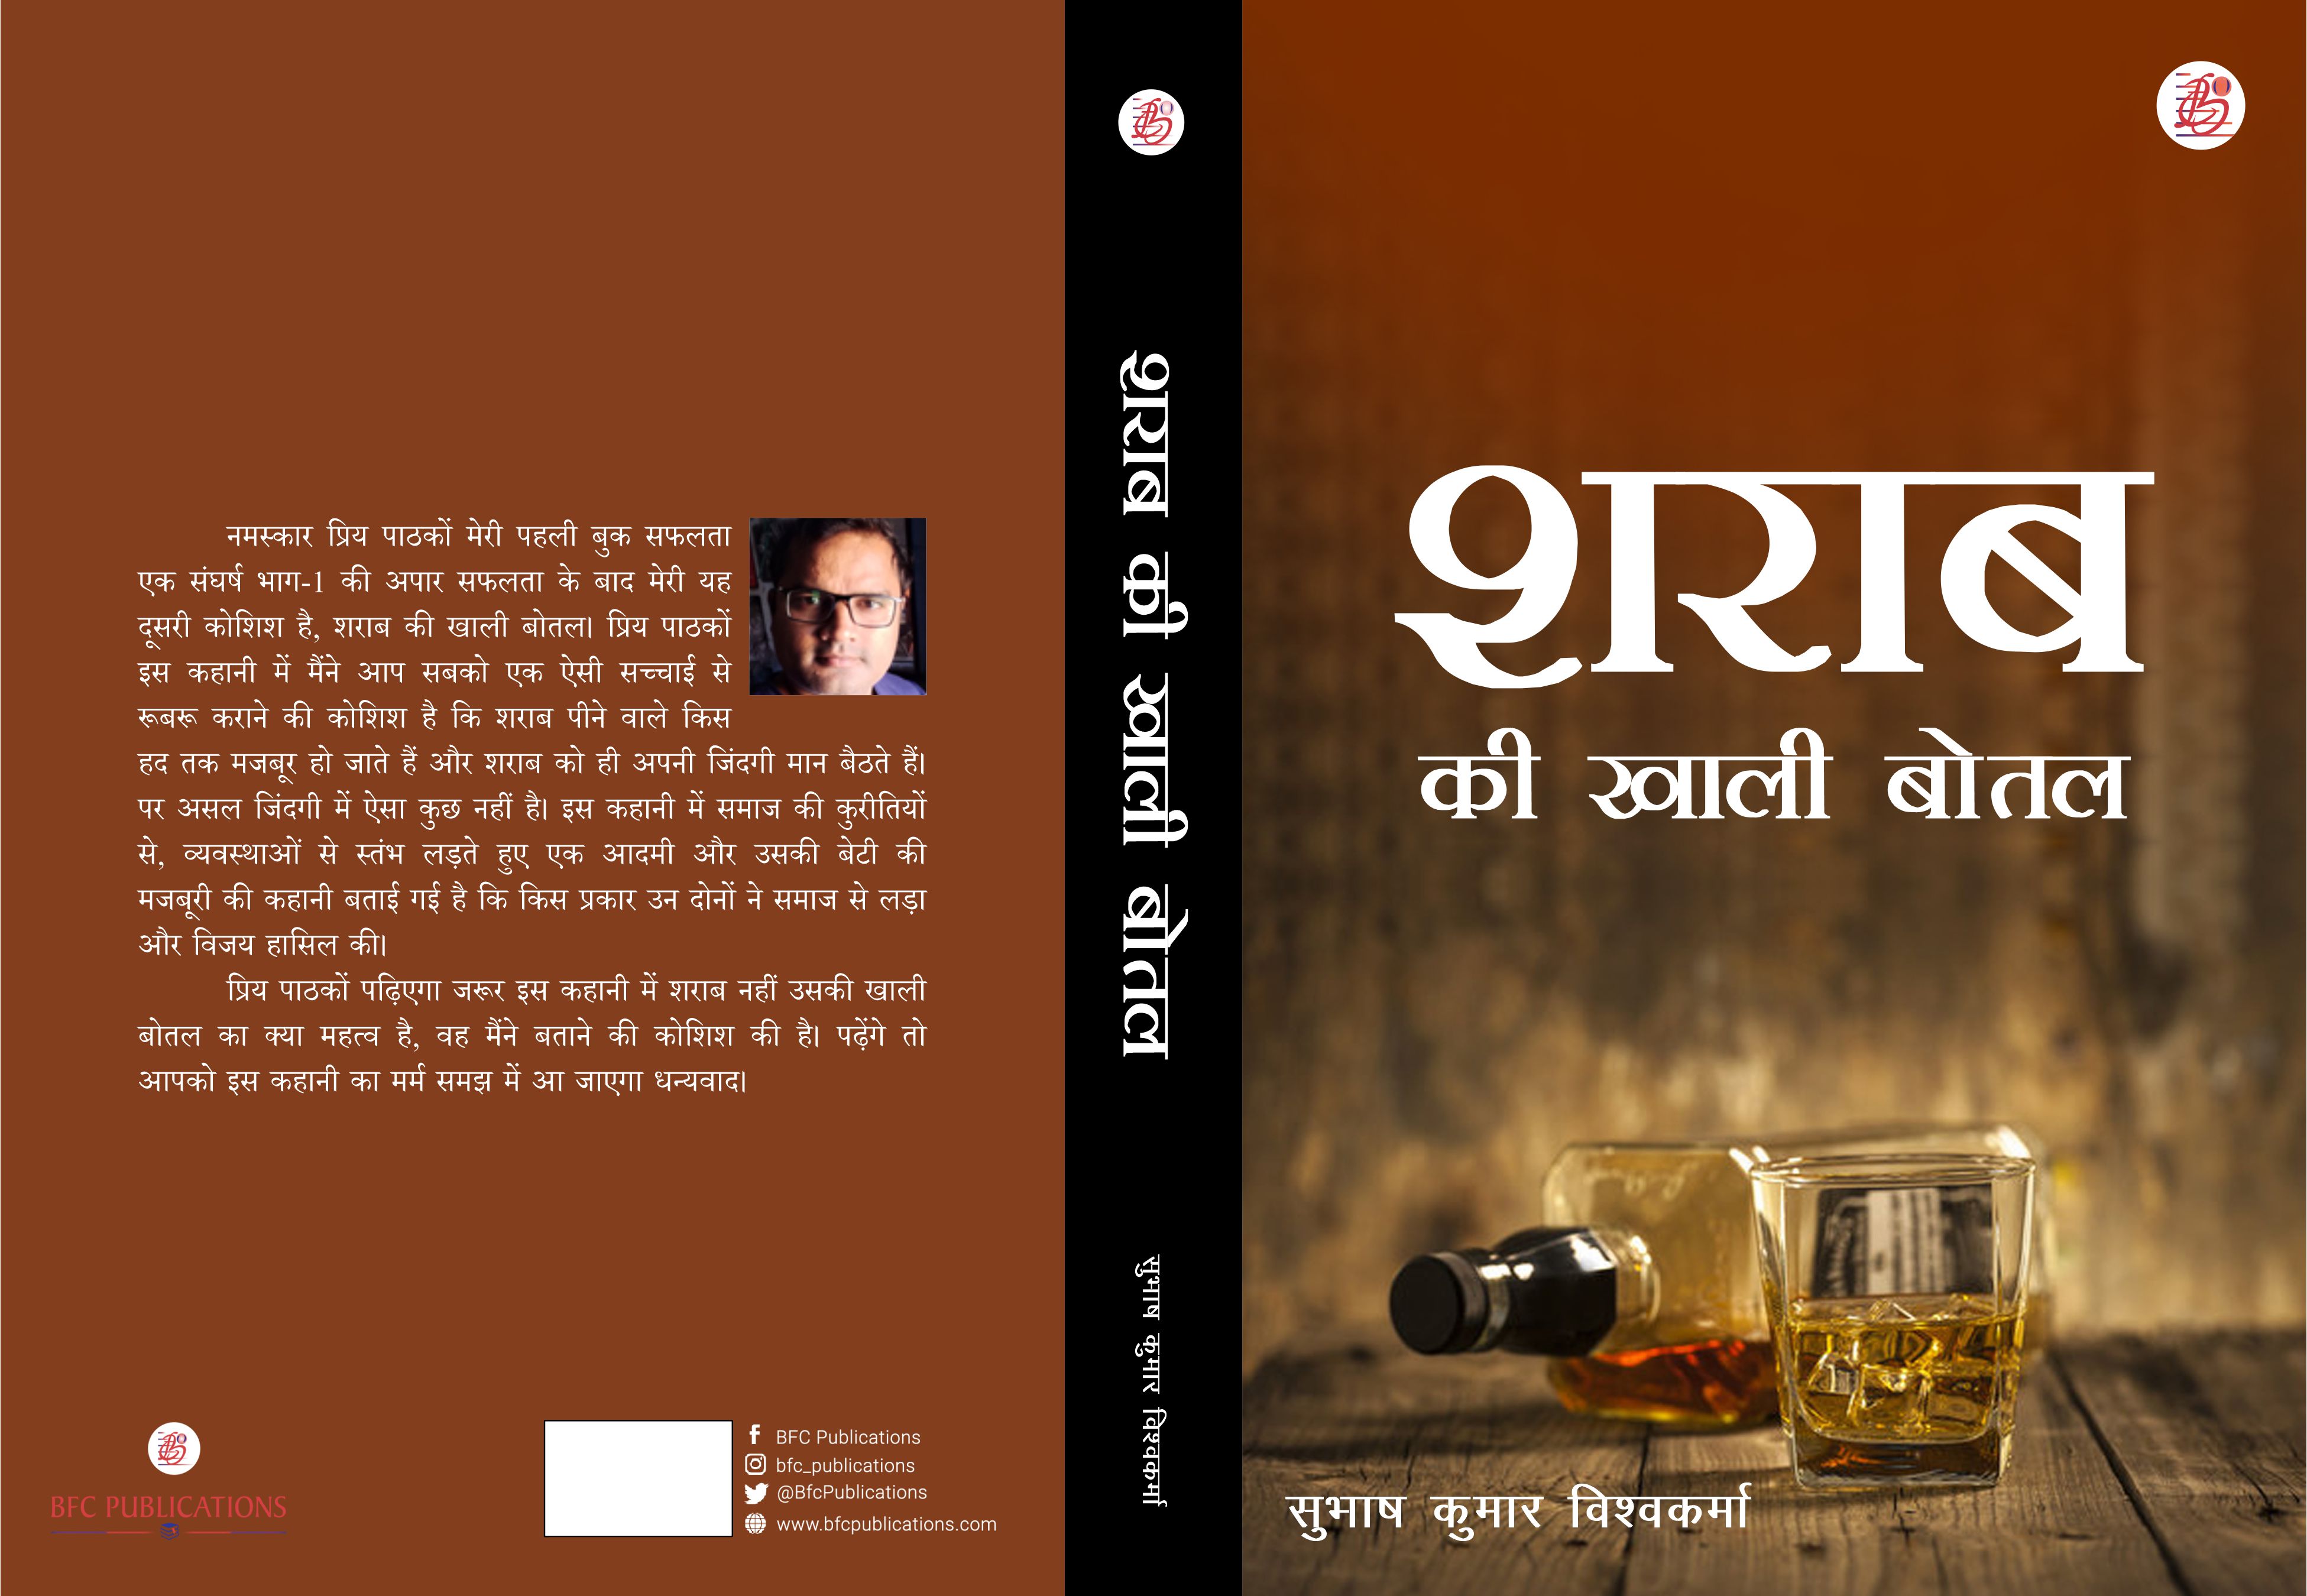 नमस्कार प्रिय पाठकों मेरी पहली बुक सफलता
एक संघर्ष भाग-1 की अपार सफलता के बाद मेरी यह
दूसरी कोशिश है, शराब की खाली बोतल। प्रिय पाठकों
इस कहानी में मैंने आप सबको एक ऐसी सच्चाई से
रूबरू कराने की कोशिश है कि शराब पीने वाले किस
हद तक मजबूर हो जाते हैं और शराब को ही अपनी जिंदगी मान बैठते हैं।
पर असल जिंदगी में ऐसा कुछ नहीं है। इस कहानी में समाज की कुरीतियों
से, व्यवस्थाओं से स्तंभ लड़ते हुए एक आदमी और उसकी बेटी की
मजबूरी की कहानी बताई गई है कि किस प्रकार उन दोनों ने समाज से लड़ा
और विजय हासिल की।
प्रिय पाठकों पढ़िएगा जरूर इस कहानी में शराब नहीं उसकी खाली
बोतल का क्या महत्व है, वह मैंने बताने की कोशिश की है। पढ़ेंगे तो
आपको इस कहानी का मर्म समझ में आ जाएगा धन्यवाद।
BFC PUBLICATIONS
BFC Publications
bfc_publications
@BfcPublications
www.bfcpublications.com
शराब की खाली बोतल
सुभाष कुमार विश्वकर्मा
शराब
की खाली बोतल
सुभाष कुमार विश्वकर्मा